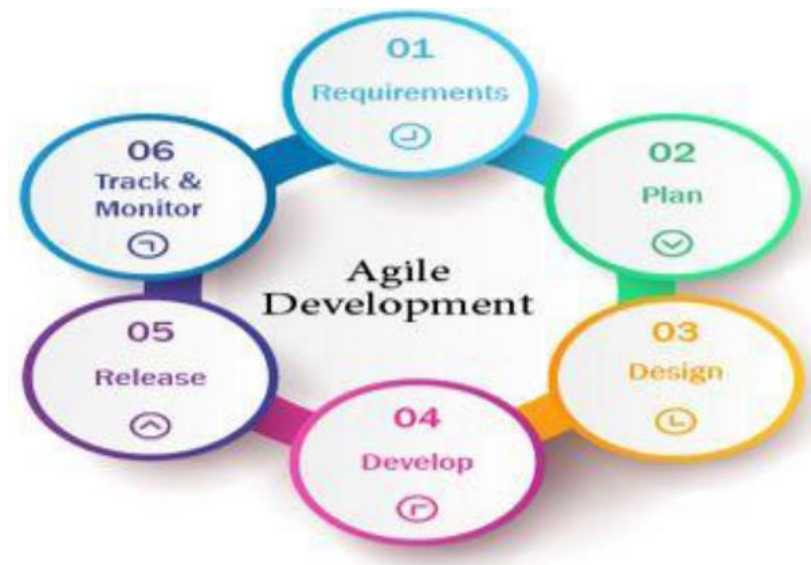 01
Requirements
02
Plan
03
Design
04
Develop
05
Release
06
Track &
Monitor
Agile
Development